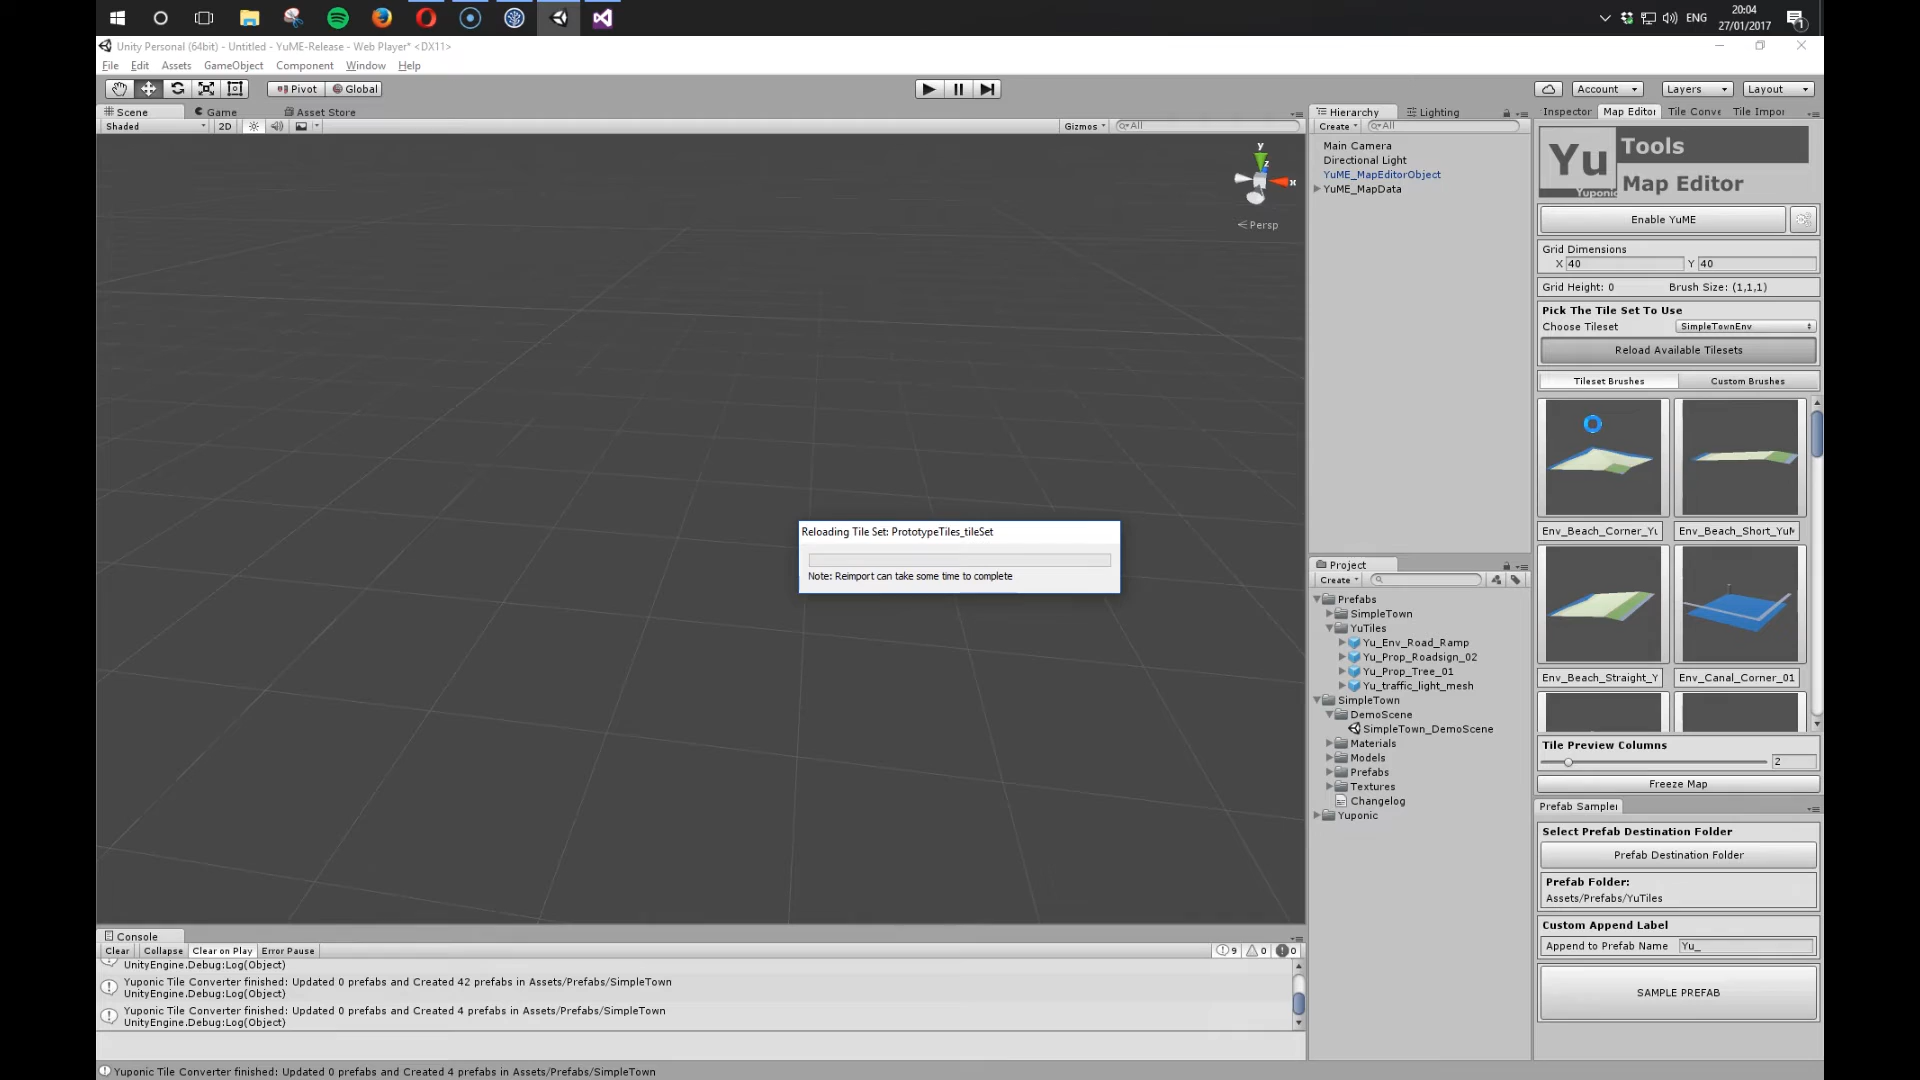 ENG
20:04
27/01/2017
1
Unity Personal (64bit) - Untitled - YuME-Release - Web Player* <DX11>
File Edit Assets GameObject Component Window Help
Pivot Global
Account Layers Layout
Scene Game Asset Store
Shaded 2D Gizmos All
y
z
x
Persp
Hierarchy Lighting
Create All
Main Camera
Directional Light
YuME_MapEditorObject
YuME_MapData
Inspector Map Editor Tile Conve Tile Impor
Yu
Yuponic
Tools
Map Editor
Enable YuME
Grid Dimensions
X 40 Y 40
Grid Height: 0 Brush Size: (1,1,1)
Pick The Tile Set To Use
Choose Tileset SimpleTownEnv
Reload Available Tilesets
Tileset Brushes Custom Brushes
Env_Beach_Corner_Yu Env_Beach_Short_YuM
Env_Beach_Straight_Y Env_Canal_Corner_01
Tile Preview Columns
2
Freeze Map
Prefab Sampler
Select Prefab Destination Folder
Prefab Destination Folder
Prefab Folder:
Assets/Prefabs/YuTiles
Custom Append Label
Append to Prefab Name Yu_
SAMPLE PREFAB
Reloading Tile Set: PrototypeTiles_tileSet
Note: Reimport can take some time to complete
Project
Create
Prefabs
SimpleTown
YuTiles
Yu_Env_Road_Ramp
Yu_Prop_Roadsign_02
Yu_Prop_Tree_01
Yu_traffic_light_mesh
SimpleTown
DemoScene
SimpleTown_DemoScene
Materials
Models
Prefabs
Textures
Changelog
Yuponic
Console
Clear Collapse Clear on Play Error Pause 9 0 0
UnityEngine.Debug:Log(Object)
Yuponic Tile Converter finished: Updated 0 prefabs and Created 42 prefabs in Assets/Prefabs/SimpleTown
UnityEngine.Debug:Log(Object)
Yuponic Tile Converter finished: Updated 0 prefabs and Created 4 prefabs in Assets/Prefabs/SimpleTown
UnityEngine.Debug:Log(Object)
Yuponic Tile Converter finished: Updated 0 prefabs and Created 4 prefabs in Assets/Prefabs/SimpleTown